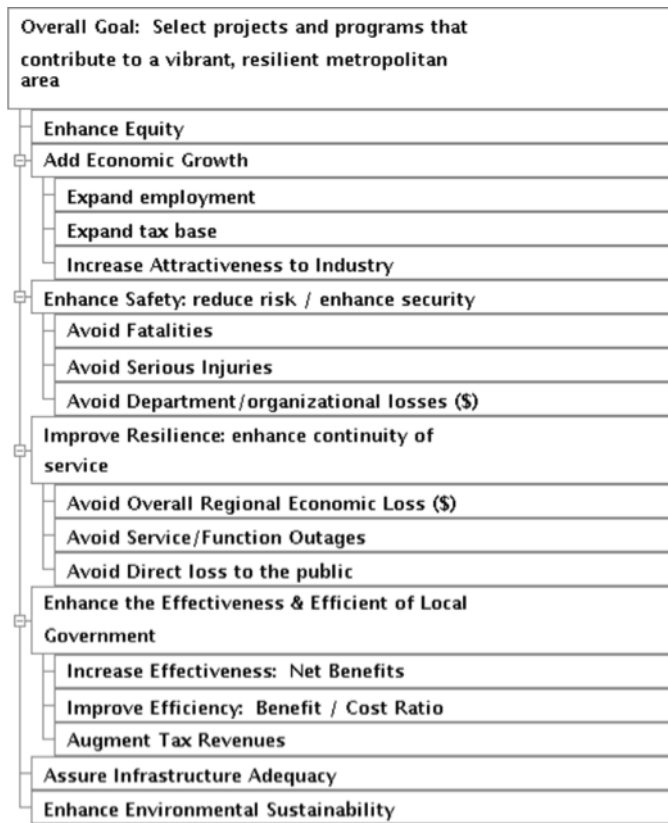 Overall Goal:  Select projects and programs that
contribute to a vibrant, resilient metropolitan
area
Enhance Equity
Add Economic Growth
Expand employment
Expand tax base
Increase Attractiveness to Industry
Enhance Safety: reduce risk / enhance security
Avoid Fatalities
Avoid Serious Injuries
Avoid Department/organizational losses ($)
Improve Resilience: enhance continuity of
service
Avoid Overall Regional Economic Loss ($)
Avoid Service/Function Outages
Avoid Direct loss to the public
Enhance the Effectiveness & Efficient of Local
Government
Increase Effectiveness:  Net Benefits
Improve Efficiency:  Benefit / Cost Ratio
Augment Tax Revenues
Assure Infrastructure Adequacy
Enhance Environmental Sustainability